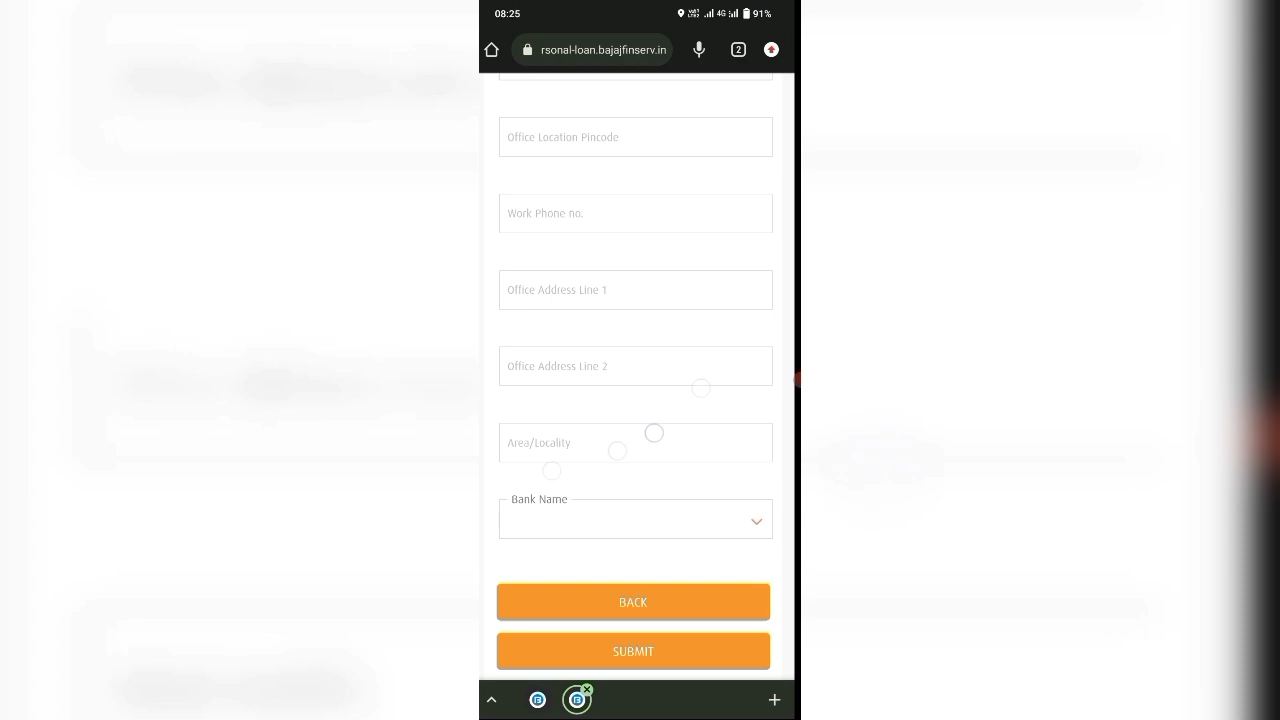 08:25
4G 91%
rsonal-loan.bajajfinserv.in
2
Office Location Pincode
Work Phone no.
Office Address Line 1
Office Address Line 2
Area/Locality
Bank Name
BACK
SUBMIT